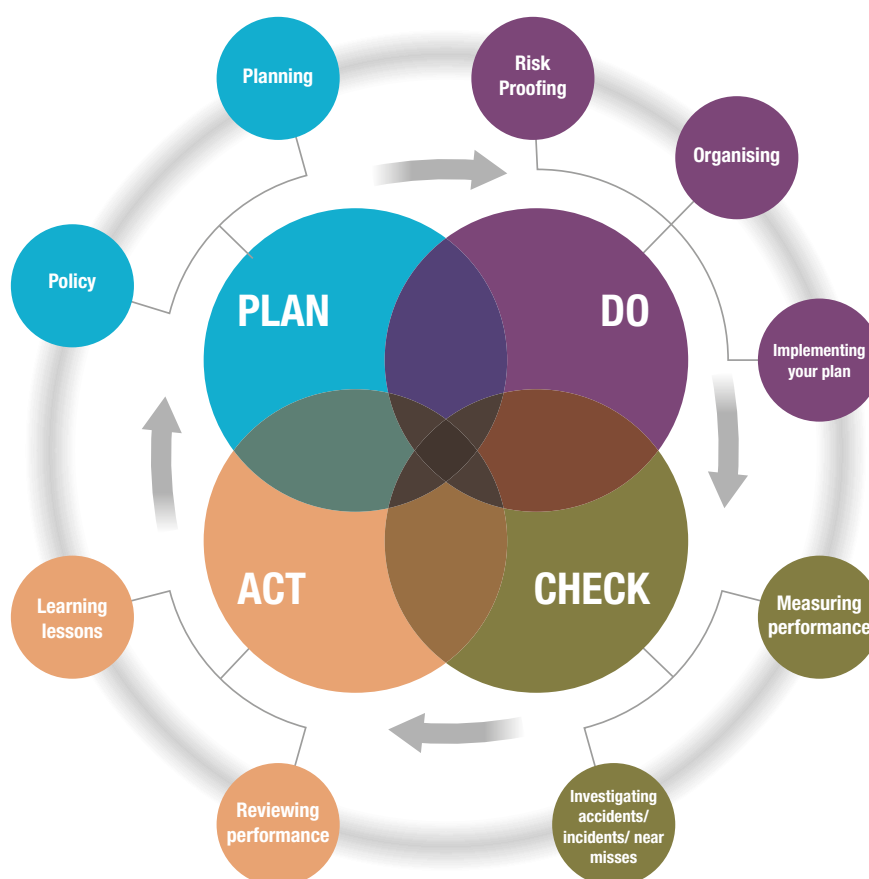 Planning
Risk
Proofing
Organising
Policy
PLAN
DO
Implementing
your plan
ACT
CHECK
Learning
lessons
Measuring
performance
Reviewing
performance
Investigating
accidents/
incidents/ near
misses